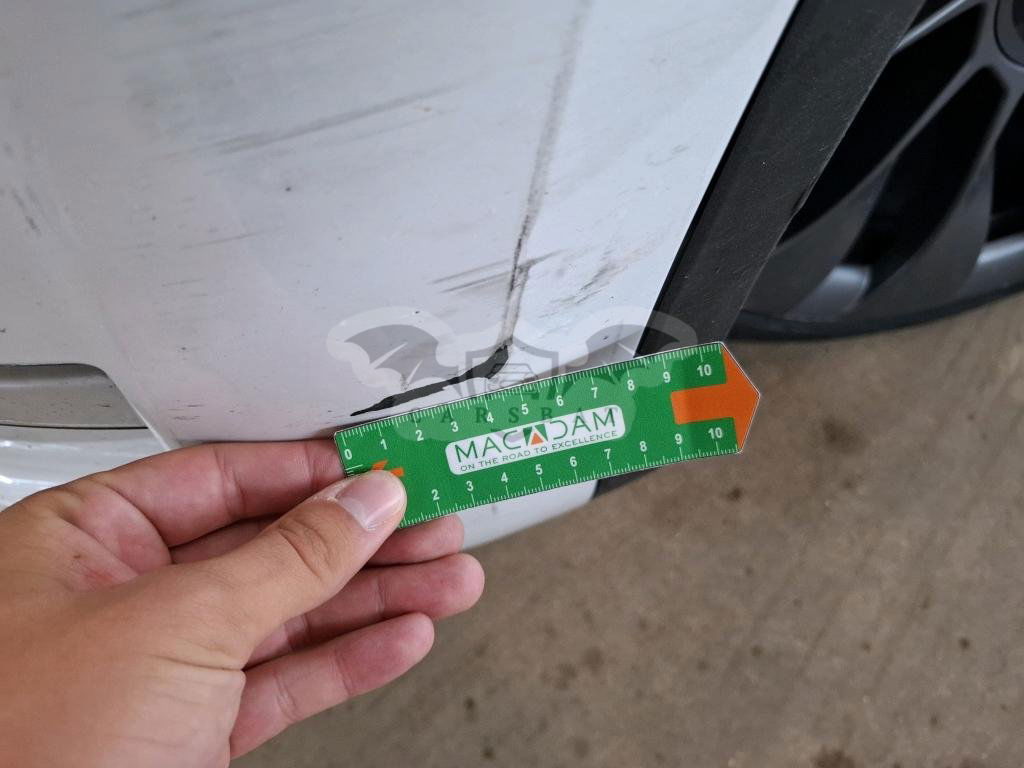 CARSBAT
0 1 2 3 4 5 6 7 8 9 10
MACADAM
ON THE ROAD TO EXCELLENCE
2 3 4 5 6 7 8 9 10